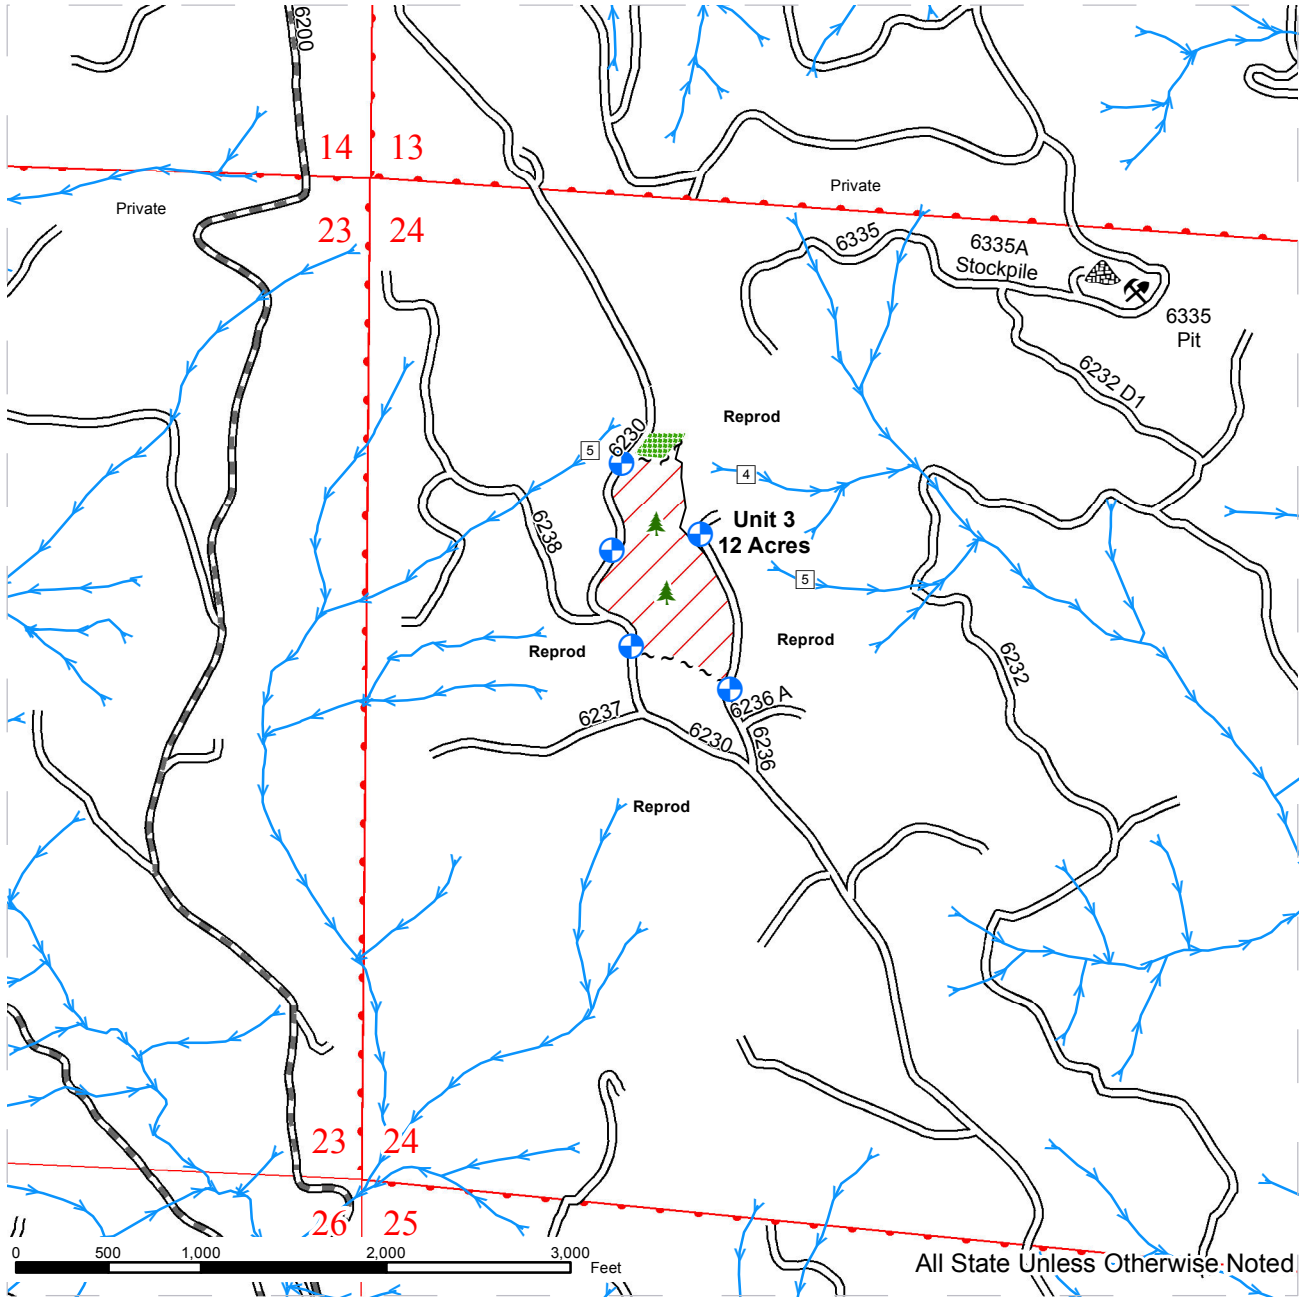 6200
14 13
Private
Private
23 24
6335
6335A
Stockpile
6335
Pit
6232 D1
Reprod
6230
5
4
Unit 3
12 Acres
6238
5
Reprod
Reprod
6232
6236 A
6237
6230
6236
Reprod
23 24
26 25
0 500 1,000 2,000 3,000
Feet
All State Unless Otherwise Noted